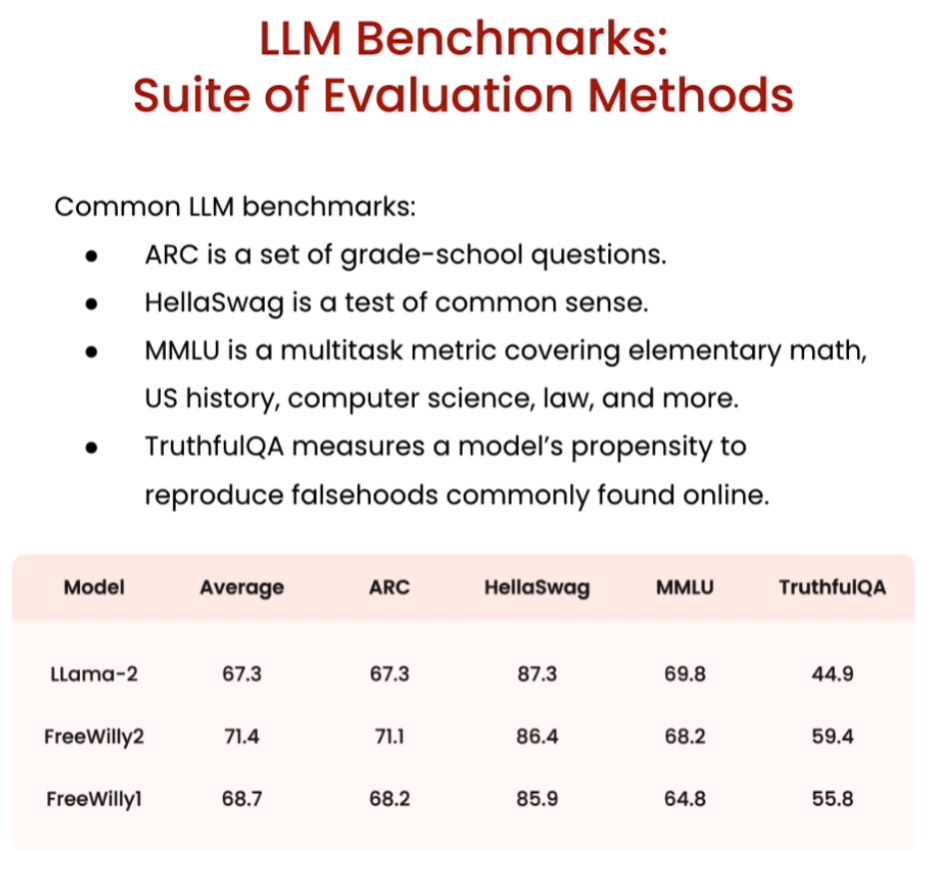 LLM Benchmarks:
Suite of Evaluation Methods
Common LLM benchmarks:
● ARC is a set of grade-school questions.
● HellaSwag is a test of common sense.
● MMLU is a multitask metric covering elementary math,
US history, computer science, law, and more.
● TruthfulQA measures a model's propensity to
reproduce falsehoods commonly found online.
Model Average ARC HellaSwag MMLU TruthfulQA
LLama-2 67.3 67.3 87.3 69.8 44.9
FreeWilly2 71.4 71.1 86.4 68.2 59.4
FreeWilly1 68.7 68.2 85.9 64.8 55.8